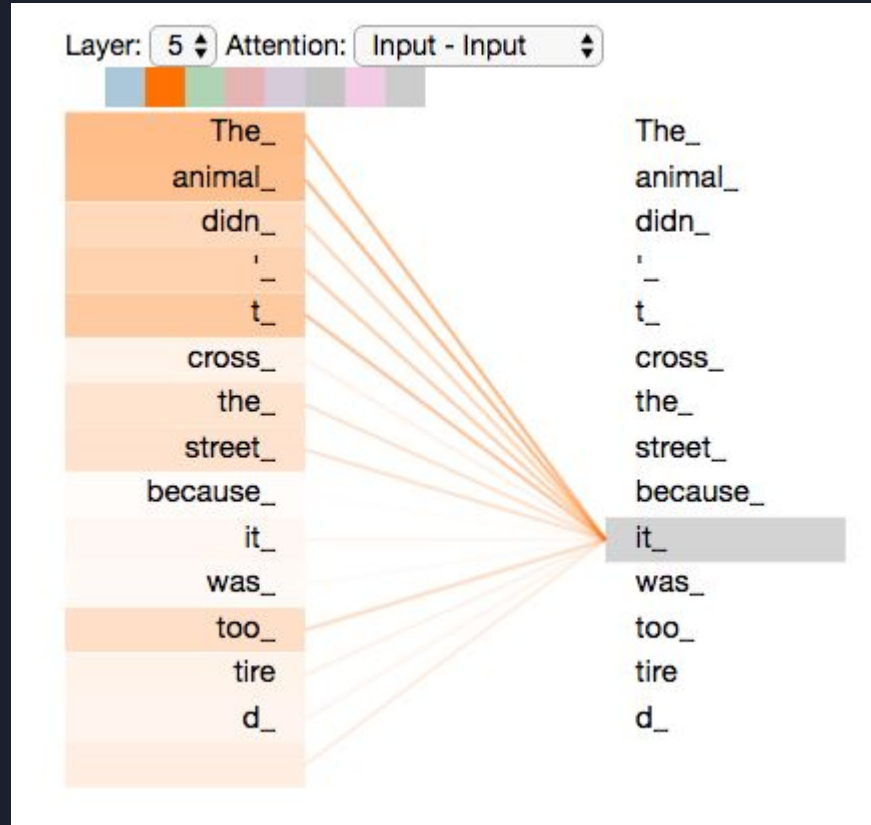 Layer: 5 Attention: Input - Input
The_ The_
animal_ animal_
didn_ didn_
'_ '_
t_ t_
cross_ cross_
the_ the_
street_ street_
because_ because_
it_ it_
was_ was_
too_ too_
tire tire
d_ d_